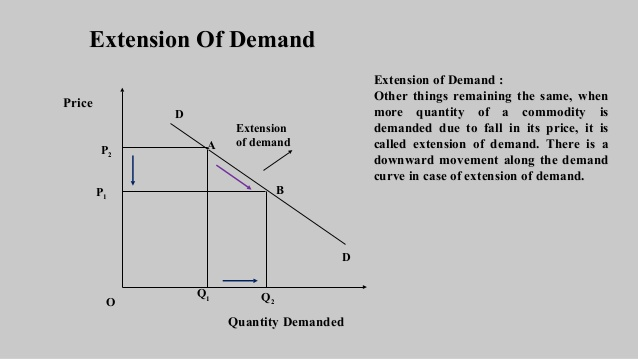 Extension Of Demand
Price
D
Extension
of demand
P2
A
P1
B
D
O
Q1
Q2
Quantity Demanded
Extension of Demand :
Other things remaining the same, when
more quantity of a commodity is
demanded due to fall in its price, it is
called extension of demand. There is a
downward movement along the demand
curve in case of extension of demand.